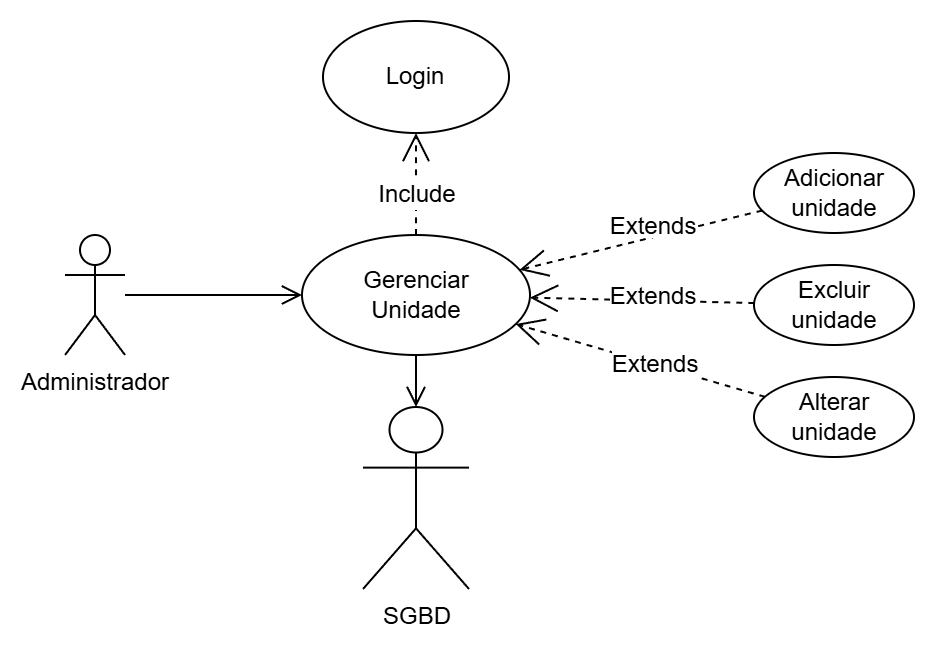 Login
Include
Adicionar
unidade
Extends
Gerenciar
Unidade
Extends
Excluir
unidade
Extends
Alterar
unidade
Administrador
SGBD